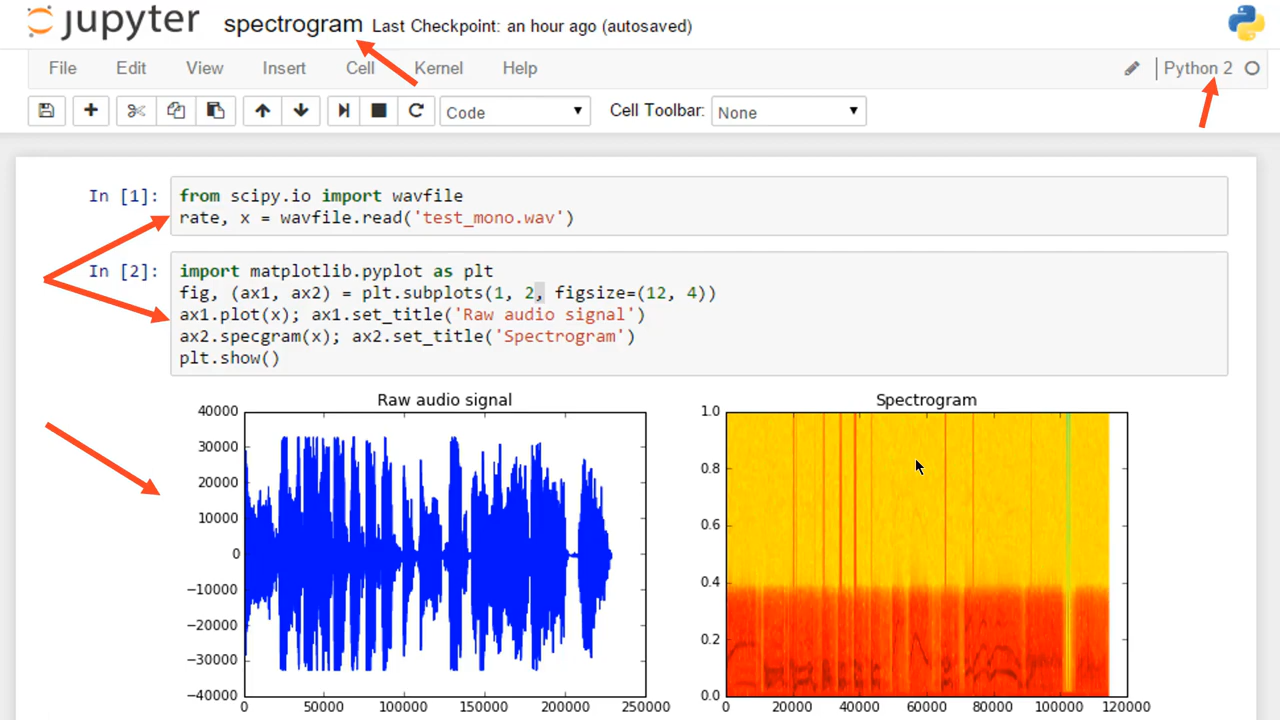 jupyter spectrogram Last Checkpoint: an hour ago (autosaved)
File Edit View Insert Cell Kernel Help Python 2
Code Cell Toolbar: None
In [1]: from scipy.io import wavfile
rate, x = wavfile.read('test_mono.wav')
In [2]: import matplotlib.pyplot as plt
fig, (ax1, ax2) = plt.subplots(1, 2, figsize=(12, 4))
ax1.plot(x); ax1.set_title('Raw audio signal')
ax2.specgram(x); ax2.set_title('Spectrogram')
plt.show()
Raw audio signal
40000
30000
20000
10000
0
−10000
−20000
−30000
−40000
0 50000 100000 150000 200000 250000
Spectrogram
1.0
0.8
0.6
0.4
0.2
0.0
0 20000 40000 60000 80000 100000 120000